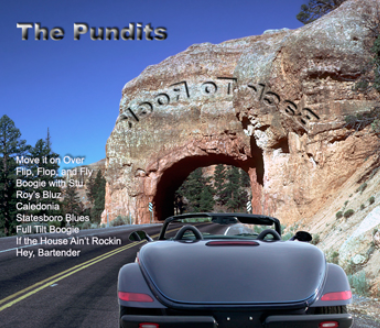 The Pundits
To
Move it on Over
Flip, Flop, and Fly
Boogie with Stu
Roy's Bluz
Caledonia
Statesboro Blues
Full Tilt Boogie
If the House Ain't Rockin
Hey, Bartender